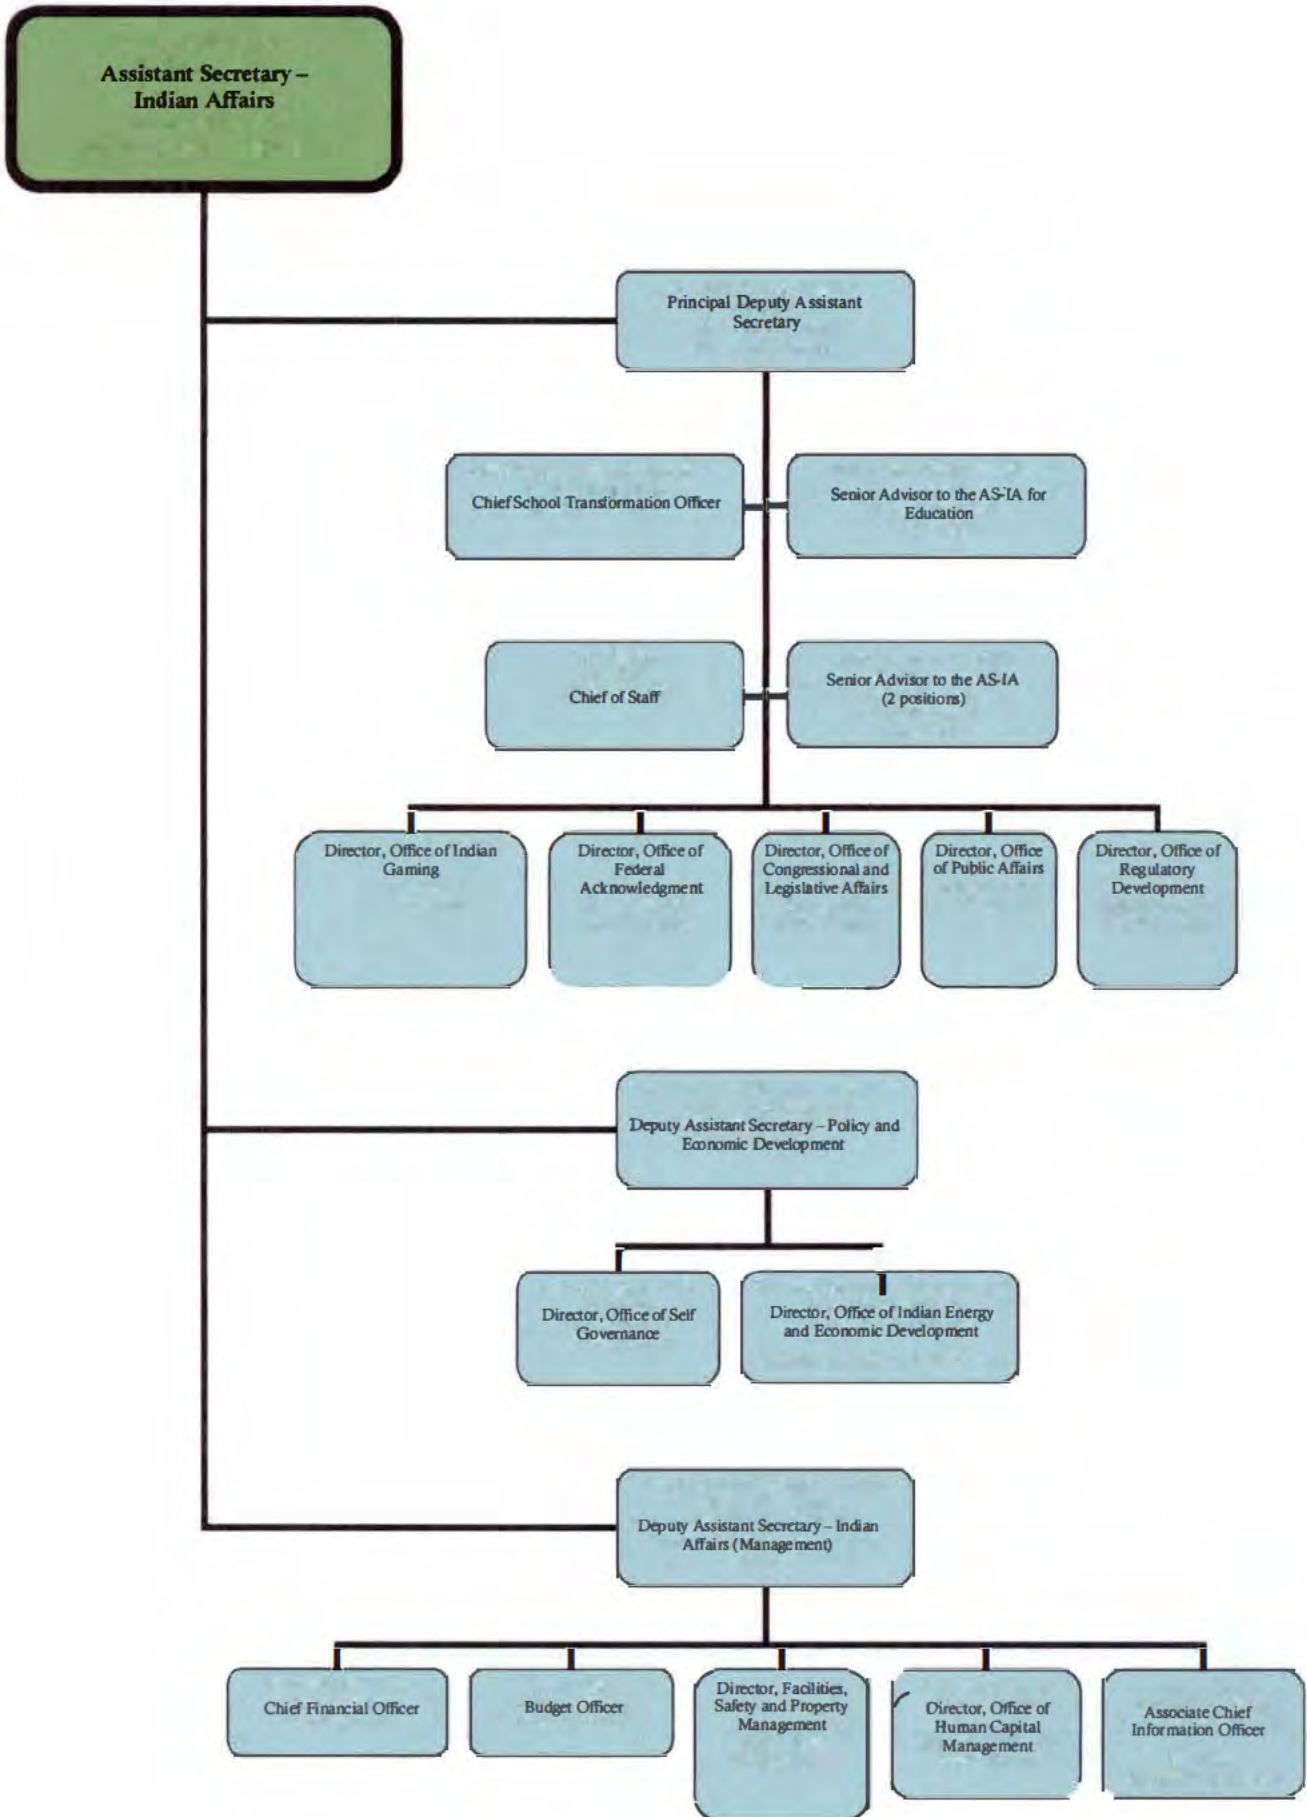 Assistant Secretary –
Indian Affairs
Principal Deputy Assistant
Secretary
Chief School Transformation Officer
Senior Advisor to the AS-IA for
Education
Chief of Staff
Senior Advisor to the AS-IA
(2 positions)
Director, Office of Indian
Gaming
Director, Office of
Federal
Acknowledgment
Director, Office of
Congressional and
Legislative Affairs
Director, Office
of Public Affairs
Director, Office of
Regulatory
Development
Deputy Assistant Secretary – Policy and
Economic Development
Director, Office of Self
Governance
Director, Office of Indian Energy
and Economic Development
Deputy Assistant Secretary – Indian
Affairs (Management)
Chief Financial Officer
Budget Officer
Director, Facilities,
Safety and Property
Management
Director, Office of
Human Capital
Management
Associate Chief
Information Officer